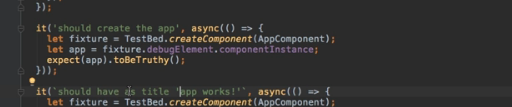 });
it('should create the app', async(() => {
let fixture = TestBed.createComponent(AppComponent);
let app = fixture.debugElement.componentInstance;
expect(app).toBeTruthy();
}));
it(`should have as title 'app works!'`, async(() => {
let fixture = TestBed.createComponent(AppComponent);